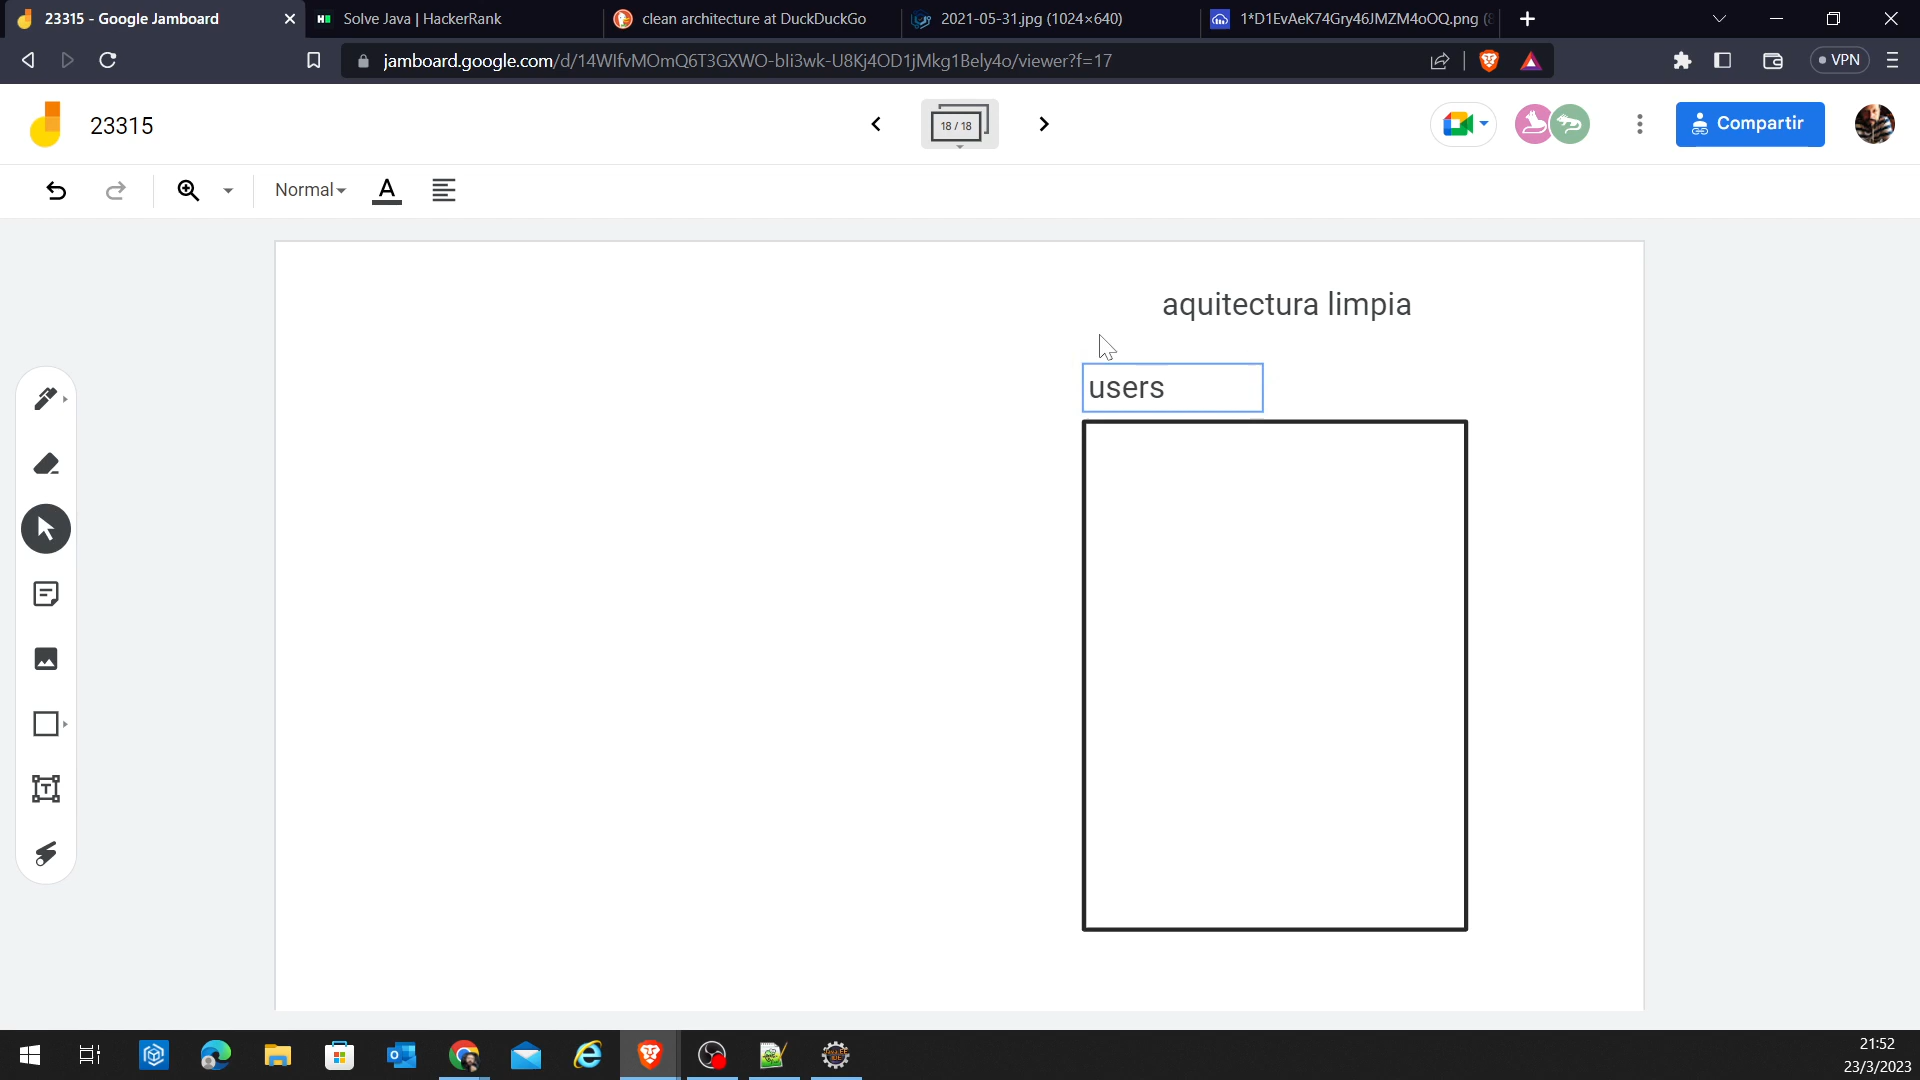 23315 - Google Jamboard
Solve Java | HackerRank
clean architecture at DuckDuckGo
2021-05-31.jpg (1024×640)
1*D1EvAeK74Gry46JMZM4oOQ.png (
jamboard.google.com/d/14WlfvMOmQ6T3GXWO-bli3wk-U8Kj4OD1jMkg1Bely4o/viewer?f=17
VPN
23315
18 / 18
Compartir
Normal
A
aquitectura limpia
users
21:52
23/3/2023